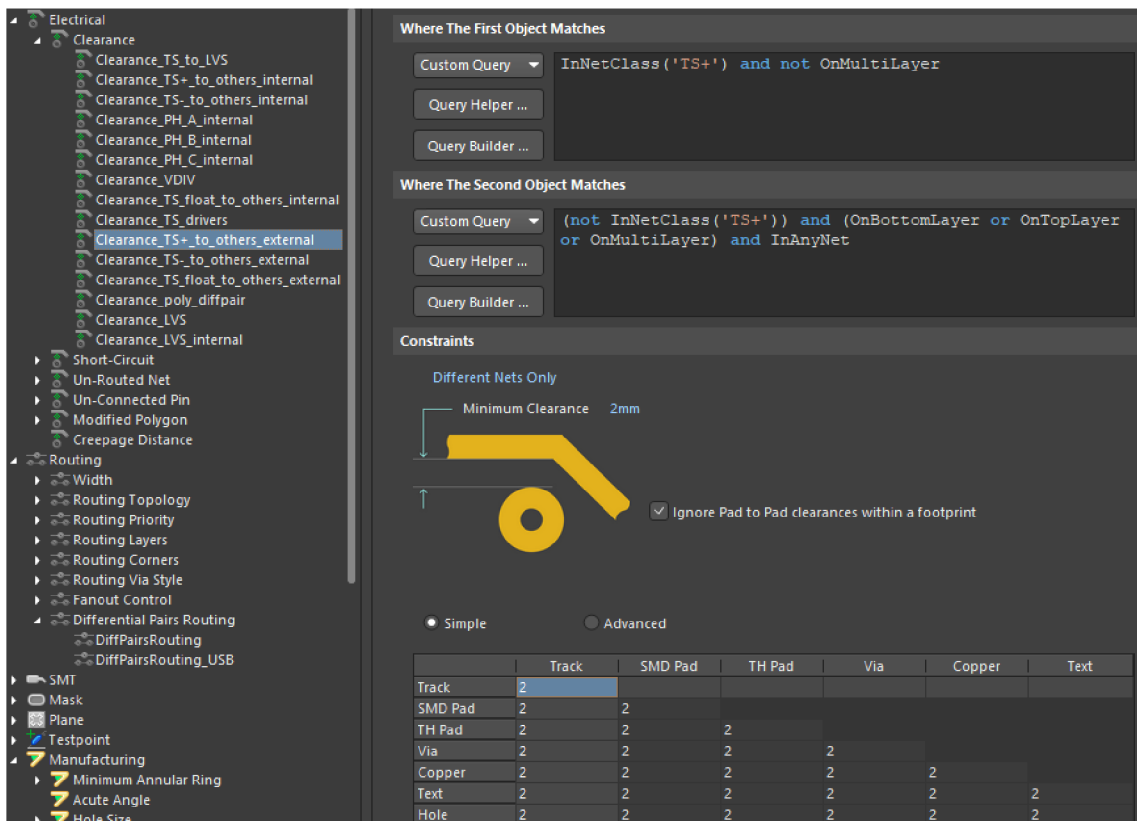 Electrical
Clearance
Clearance_TS_to_LVS
Clearance_TS+_to_others_internal
Clearance_TS-_to_others_internal
Clearance_PH_A_internal
Clearance_PH_B_internal
Clearance_PH_C_internal
Clearance_VDIV
Clearance_TS_float_to_others_internal
Clearance_TS_drivers
Clearance_TS+_to_others_external
Clearance_TS-_to_others_external
Clearance_TS_float_to_others_external
Clearance_poly_diffpair
Clearance_LVS
Clearance_LVS_internal
Short-Circuit
Un-Routed Net
Un-Connected Pin
Modified Polygon
Creepage Distance
Routing
Width
Routing Topology
Routing Priority
Routing Layers
Routing Corners
Routing Via Style
Fanout Control
Differential Pairs Routing
DiffPairsRouting
DiffPairsRouting_USB
SMT
Mask
Plane
Testpoint
Manufacturing
Minimum Annular Ring
Acute Angle
Hole Size
Where The First Object Matches
Custom Query
InNetClass('TS+') and not OnMultiLayer
Query Helper ...
Query Builder ...
Where The Second Object Matches
Custom Query
(not InNetClass('TS+')) and (OnBottomLayer or OnTopLayer
or OnMultiLayer) and InAnyNet
Query Helper ...
Query Builder ...
Constraints
Different Nets Only
Minimum Clearance 2mm
Ignore Pad to Pad clearances within a footprint
Simple Advanced
Track SMD Pad TH Pad Via Copper Text
Track 2
SMD Pad 2 2
TH Pad 2 2 2
Via 2 2 2 2
Copper 2 2 2 2 2
Text 2 2 2 2 2 2
Hole 2 2 2 2 2 2